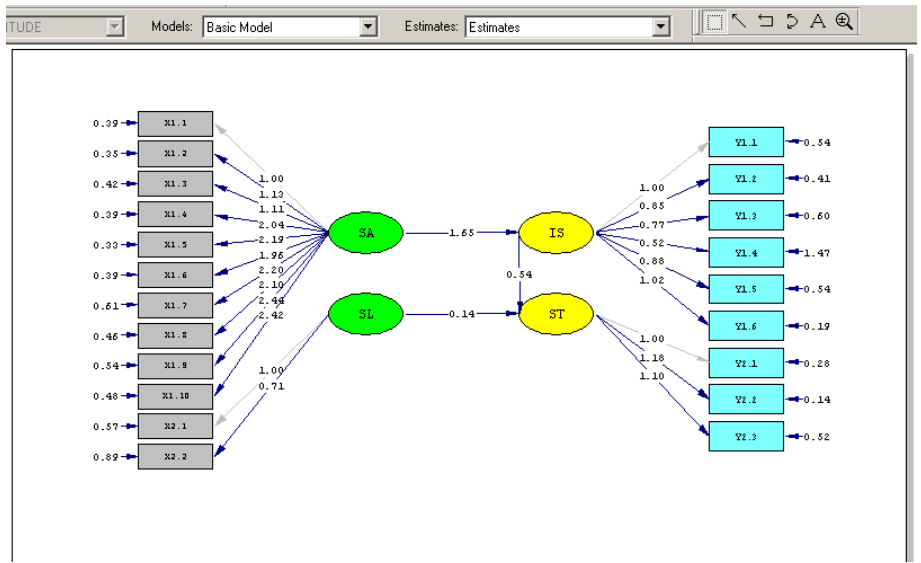 ITUDE Models: Basic Model Estimates: Estimates A
0.39 X1.1
0.35 X1.2
0.42 X1.3
0.39 X1.4
0.33 X1.5
0.39 X1.6
0.61 X1.7
0.46 X1.8
0.54 X1.9
0.48 X1.10
0.57 X2.1
0.89 X2.2
1.00
1.13
1.11
2.04
2.19
1.96
2.20
2.10
2.44
2.42
1.00
0.71
SA 1.65 IS
0.54
SL 0.14 ST
1.00
0.85
0.77
0.52
0.88
1.02
1.00
1.18
1.10
Y1.1 0.54
Y1.2 0.41
Y1.3 0.60
Y1.4 1.47
Y1.5 0.54
Y1.6 0.19
Y2.1 0.28
Y2.2 0.14
Y2.3 0.52